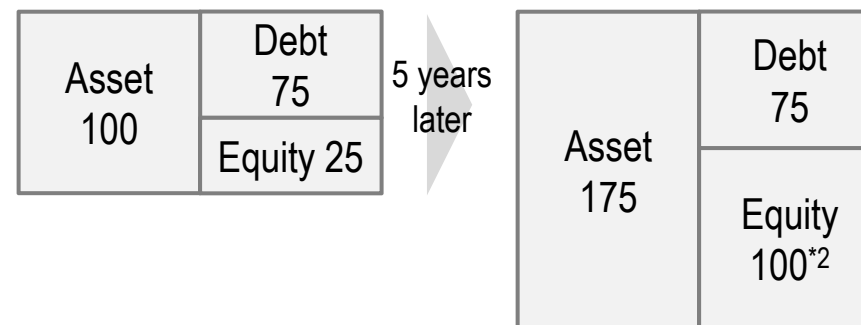 Asset
100
Debt
75
Equity 25
5 years
later
Asset
175
Debt
75
Equity
100*2